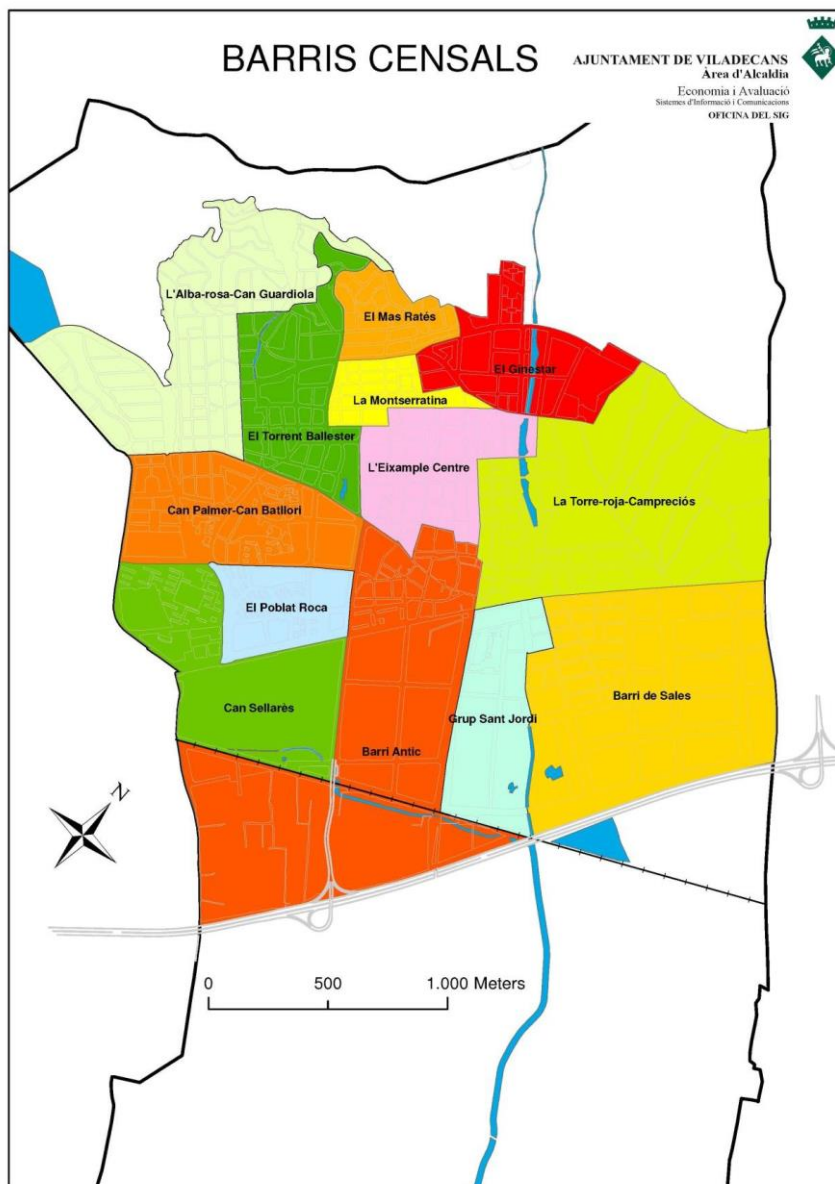 BARRIS CENSALS
AJUNTAMENT DE VILADECANS
Àrea d'Alcaldia
Economia i Avaluació
Sistemes d'Informació i Comunicacions
OFICINA DEL SIG
L'Alba-rosa-Can Guardiola
El Mas Ratés
El Ginestar
La Montserratina
El Torrent Ballester
L'Eixample Centre
La Torre-roja-Campreciós
Can Palmer-Can Batllori
El Poblat Roca
Can Sellarès
Barri Antic
Grup Sant Jordi
Barri de Sales
N
0 500 1.000 Meters